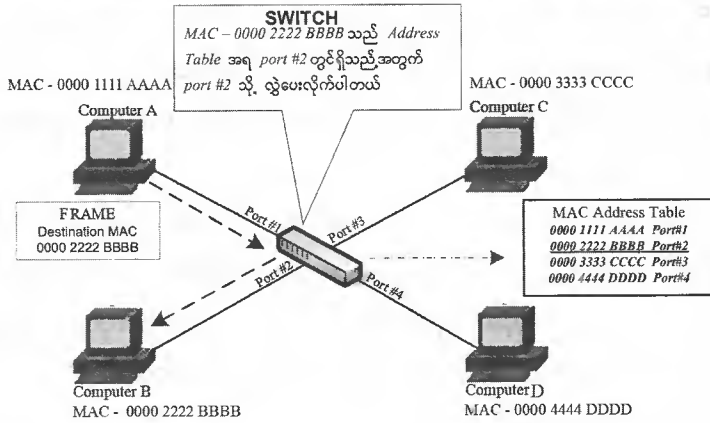 SWITCH
MAC – 0000 2222 BBBB သည် Address
Table အရ port #2 တွင်ရှိသည့်အတွက်
port #2 သို့ လွှဲပေးလိုက်ပါတယ်
MAC - 0000 1111 AAAA
Computer A
MAC - 0000 3333 CCCC
Computer C
FRAME
Destination MAC
0000 2222 BBBB
Port #1
Port #3
Port #2
Port #4
MAC Address Table
0000 1111 AAAA Port#1
0000 2222 BBBB Port#2
0000 3333 CCCC Port#3
0000 4444 DDDD Port#4
Computer B
MAC - 0000 2222 BBBB
Computer D
MAC - 0000 4444 DDDD